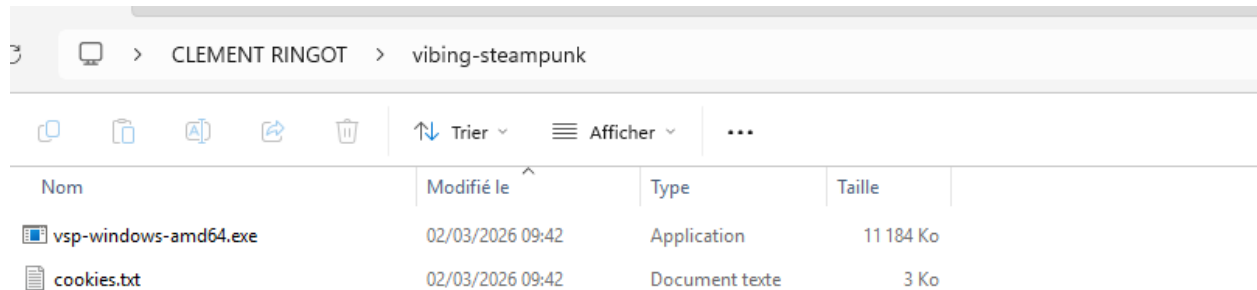 > CLEMENT RINGOT > vibing-steampunk
Trier Afficher ...
Nom Modifié le Type Taille
vsp-windows-amd64.exe 02/03/2026 09:42 Application 11 184 Ko
cookies.txt 02/03/2026 09:42 Document texte 3 Ko